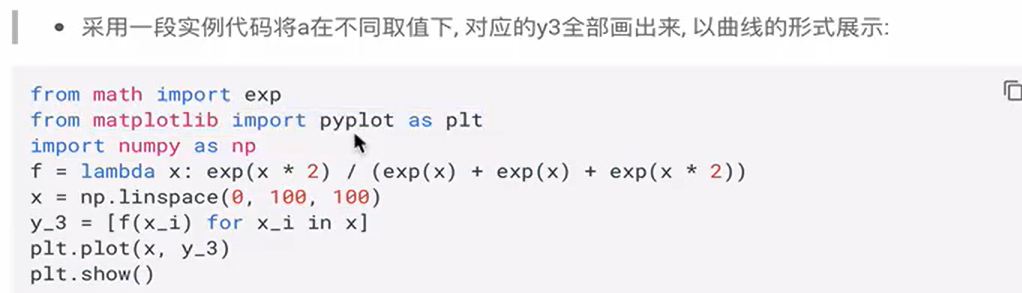 采用一段实例代码将a在不同取值下, 对应的y3全部画出来, 以曲线的形式展示:
from math import exp
from matplotlib import pyplot as plt
import numpy as np
f = lambda x: exp(x * 2) / (exp(x) + exp(x) + exp(x * 2))
x = np.linspace(0, 100, 100)
y_3 = [f(x_i) for x_i in x]
plt.plot(x, y_3)
plt.show()